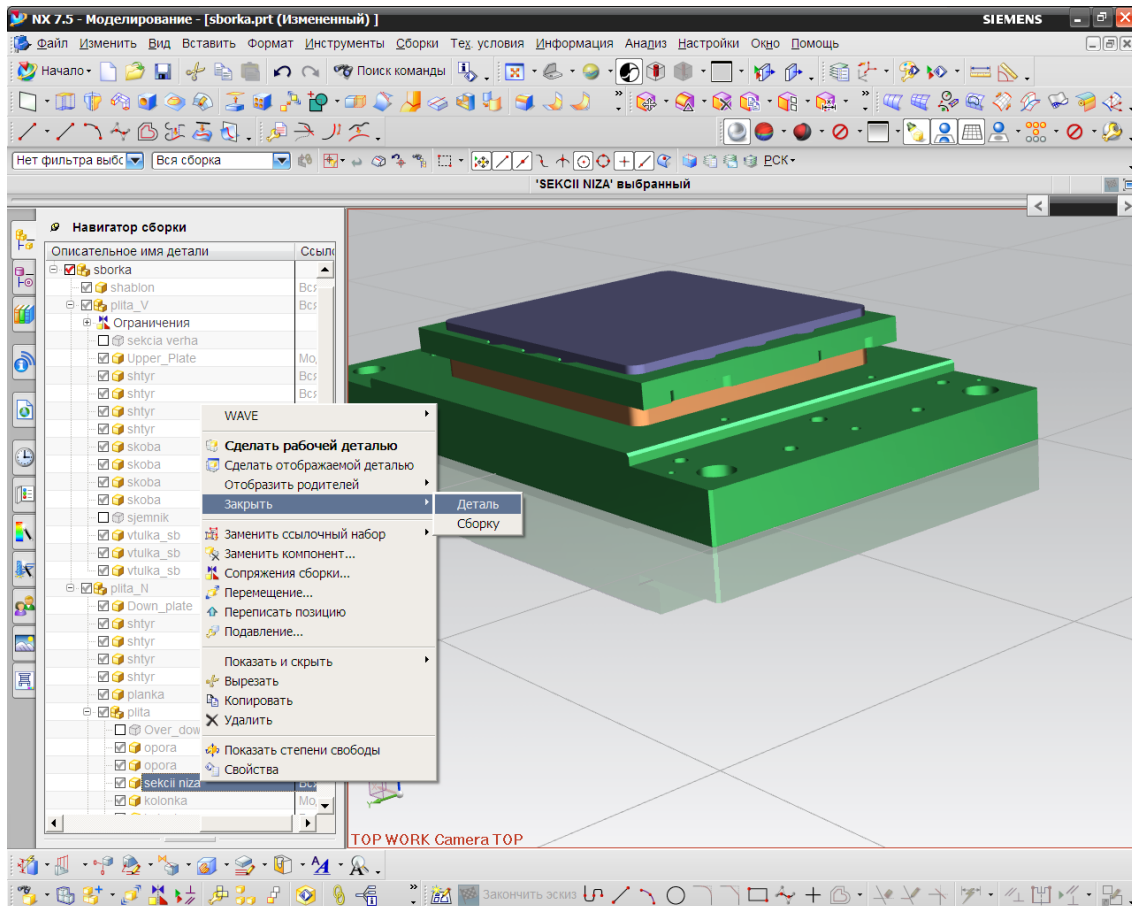 NX 7.5 - Моделирование - [sborka.prt (Измененный) ]
SIEMENS
Файл Изменить Вид Вставить Формат Инструменты Сборки Тех. условия Информация Анализ Настройки Окно Помощь
Начало
Поиск команды
Нет фильтра выбс
Вся сборка
РСК
'SEKCII NIZA' выбранный
Навигатор сборки
Описательное имя детали
Ссыл
sborka
shablon
Вся
plita_V
Вся
Ограничения
sekcia verha
Upper_Plate
Мо
shtyr
Вся
shtyr
Вся
shtyr
shtyr
skoba
skoba
skoba
skoba
sjemnik
vtulka_sb
vtulka_sb
vtulka_sb
plita_N
Down_plate
shtyr
shtyr
shtyr
shtyr
planka
plita
Over_dow
opora
opora
sekcii niza
Вся
kolonka
Мо
WAVE
Сделать рабочей деталью
Сделать отображаемой деталью
Отобразить родителей
Закрыть
Деталь
Сборку
Заменить ссылочный набор
Заменить компонент...
Сопряжения сборки...
Перемещение...
Переписать позицию
Подавление...
Показать и скрыть
Вырезать
Копировать
Удалить
Показать степени свободы
Свойства
TOP WORK Camera TOP
Закончить эскиз